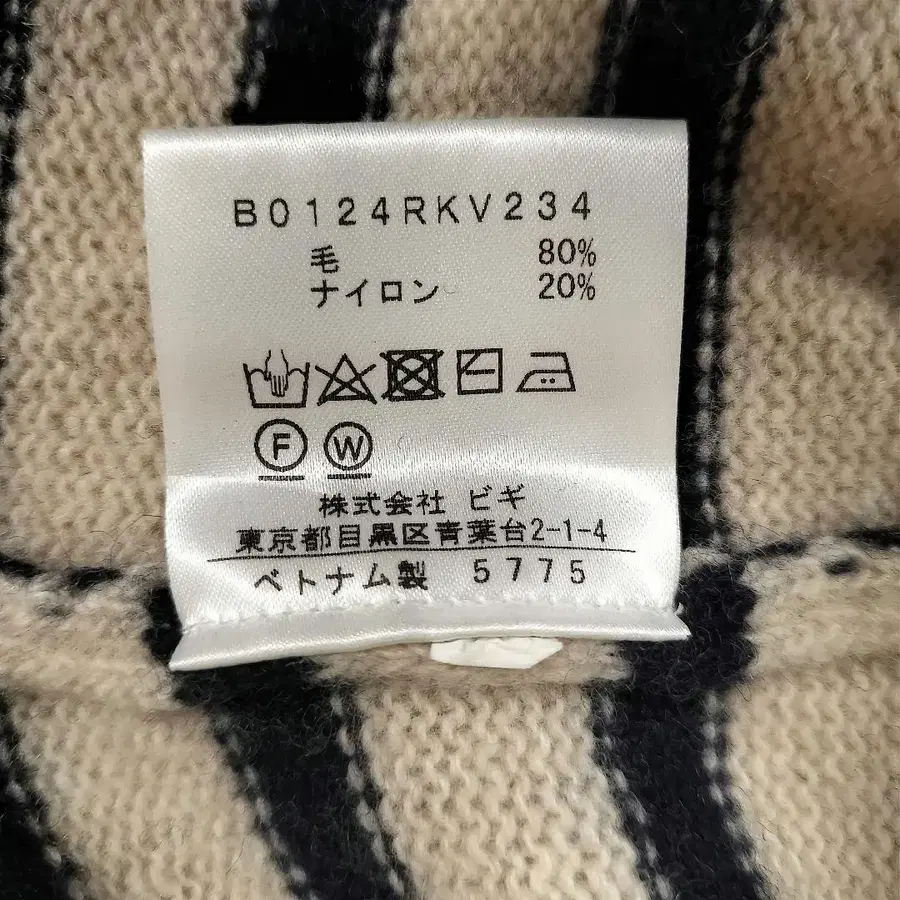 B0124RKV234
毛 80%
ナイロン 20%
F W
株式会社 ビギ
東京都目黒区青葉台2-1-4
ベトナム製 5775